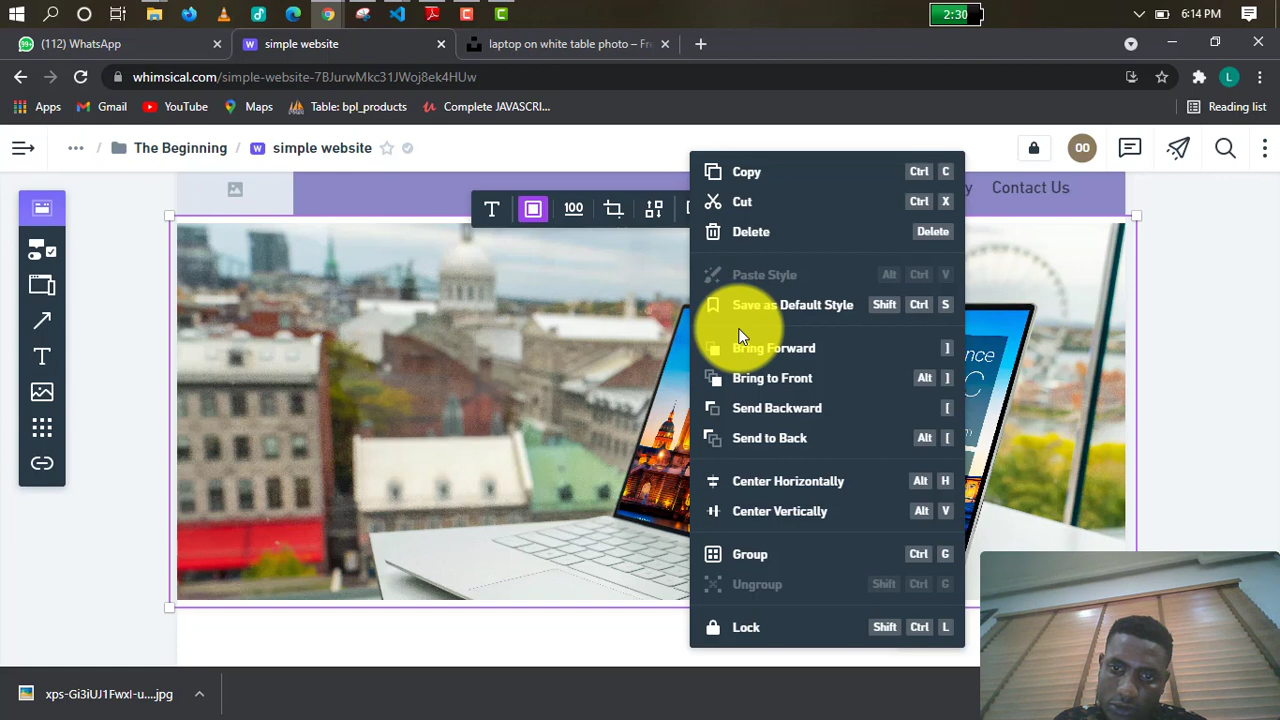 2:30
6:14 PM
(112) WhatsApp
simple website
laptop on white table photo – Fre
whimsical.com/simple-website-7BJurwMkc31JWoj8ek4HUw
L
Apps
Gmail
YouTube
Maps
Table: bpl_products
Complete JAVASCRI...
Reading list
The Beginning
simple website
OO
Contact Us
100
Copy Ctrl C
Cut Ctrl X
Delete Delete
Paste Style Alt Ctrl V
Save as Default Style Shift Ctrl S
Bring Forward ]
Bring to Front Alt ]
Send Backward [
Send to Back Alt [
Center Horizontally Alt H
Center Vertically Alt V
Group Ctrl G
Ungroup Shift Ctrl G
Lock Shift Ctrl L
xps-Gi3iUJ1FwxI-u....jpg